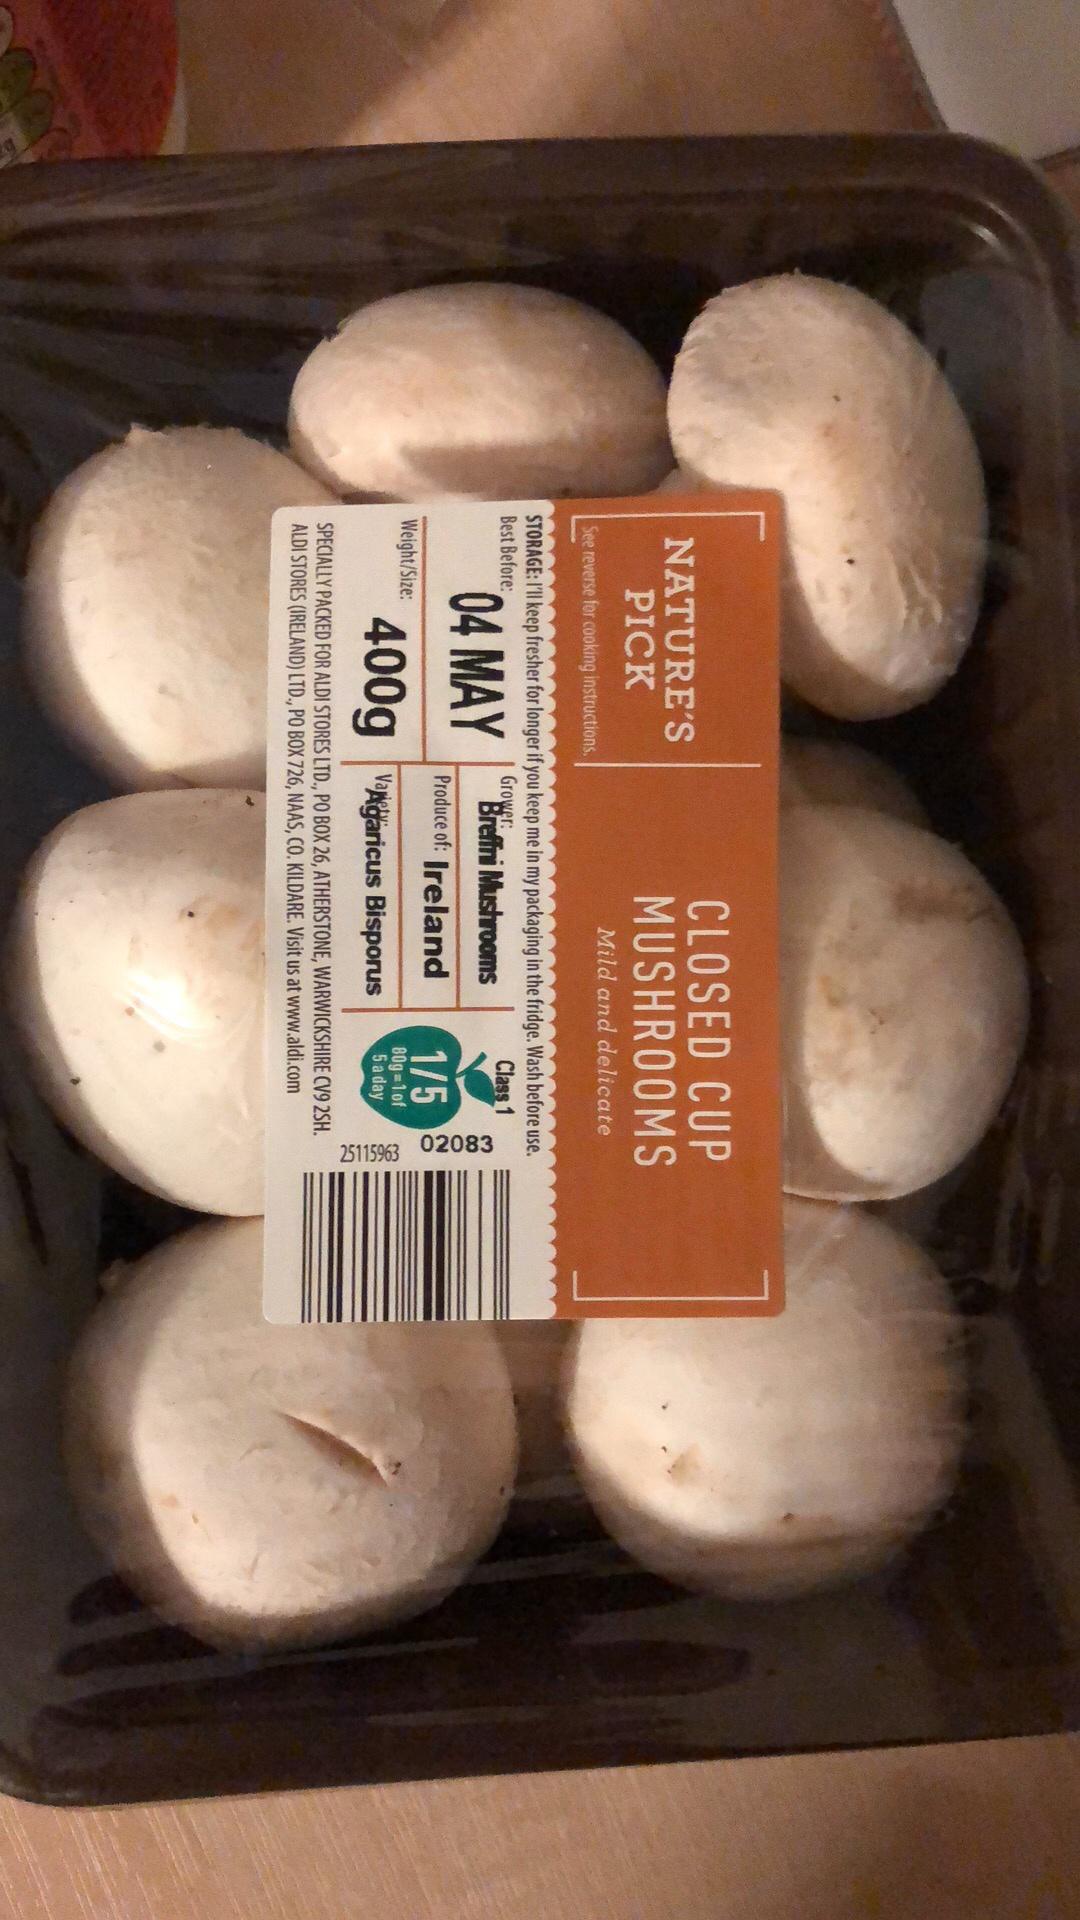 NATURE'S
PICK
See reverse for cooking instructions.
CLOSED CUP
MUSHROOMS
Mild and delicate
STORAGE: I'll keep fresher for longer if you keep me in my packaging in the fridge. Wash before use.
Best Before:
04 MAY
Weight/Size:
400g
Grower:
Breffni Mushrooms
Produce of: Ireland
Variety:
Agaricus Bisporus
Class 1
1/5
80g=1 of
5 a day
02083
25115963
SPECIALLY PACKED FOR ALDI STORES LTD., PO BOX 26, ATHERSTONE, WARWICKSHIRE CV9 2SH.
ALDI STORES (IRELAND) LTD., PO BOX 726, NAAS, CO. KILDARE. Visit us at www.aldi.com